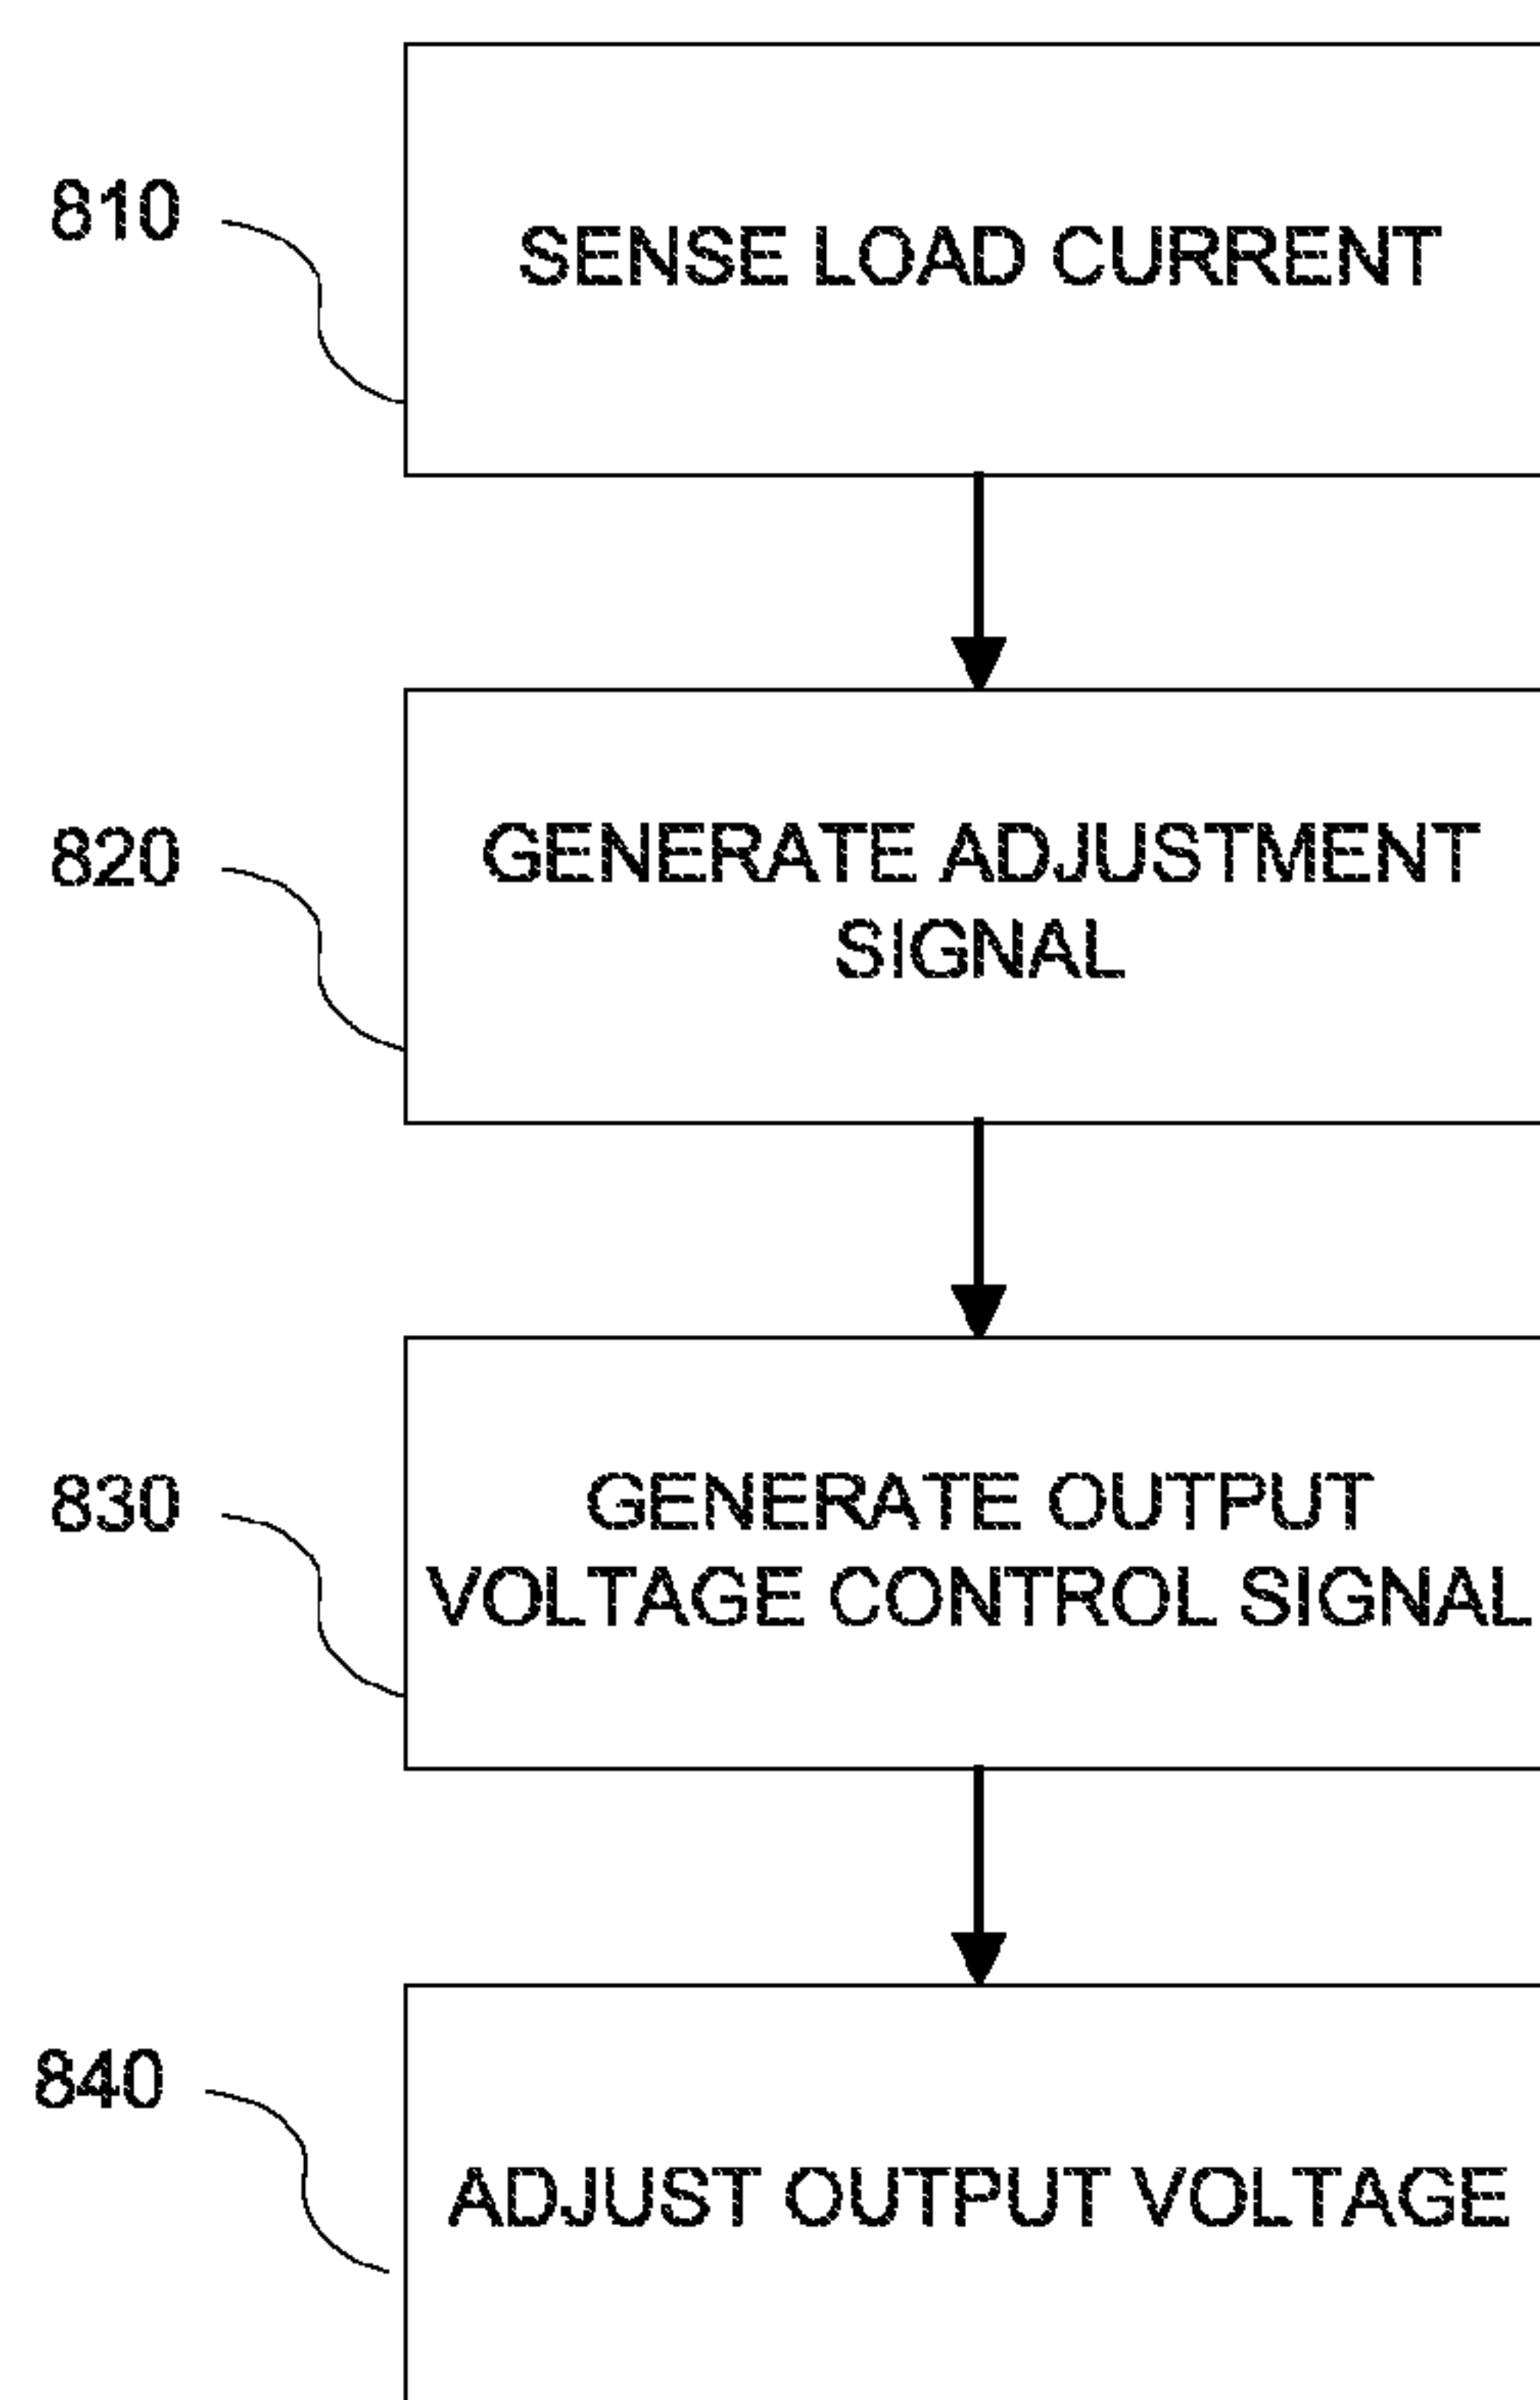 810
SENSE LOAD CURRENT
820
GENERATE ADJUSTMENT
SIGNAL
830
GENERATE OUTPUT
VOLTAGE CONTROL SIGNAL
840
ADJUST OUTPUT VOLTAGE